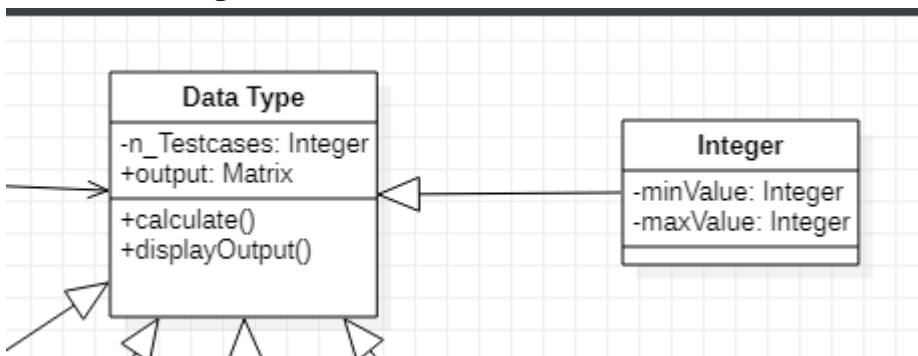 Data Type
-n_Testcases: Integer
+output: Matrix
+calculate()
+displayOutput()
Integer
-minValue: Integer
-maxValue: Integer